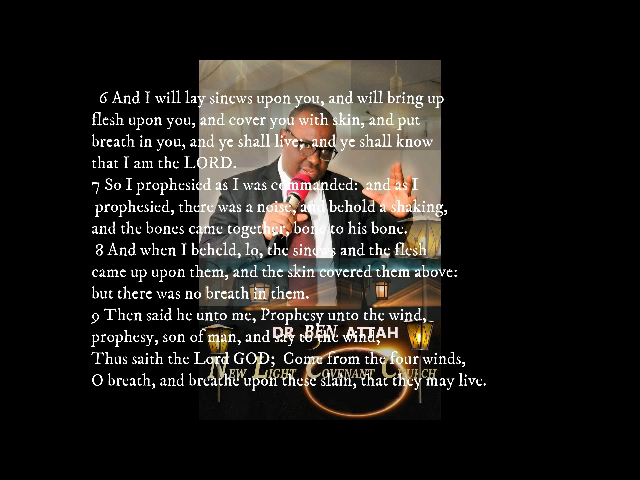 6 And I will lay sinews upon you, and will bring up
flesh upon you, and cover you with skin, and put
breath in you, and ye shall live; and ye shall know
that I am the LORD.
7 So I prophesied as I was commanded: and as I
prophesied, there was a noise, and behold a shaking,
and the bones came together, bone to his bone.
8 And when I beheld, lo, the sinews and the flesh
came up upon them, and the skin covered them above:
but there was no breath in them.
9 Then said he unto me, Prophesy unto the wind,
DR BEN ATTAH
prophesy, son of man, and say to the wind,
Thus saith the Lord GOD; Come from the four winds,
NEW LIGHT COVENANT CHURCH
O breath, and breathe upon these slain, that they may live.